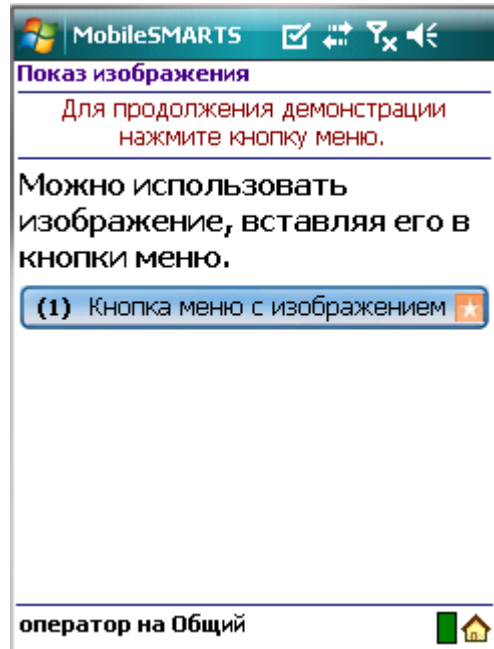 MobileSMARTS
Показ изображения
Для продолжения демонстрации
нажмите кнопку меню.
Можно использовать
изображение, вставляя его в
кнопки меню.
(1) Кнопка меню с изображением
оператор на Общий